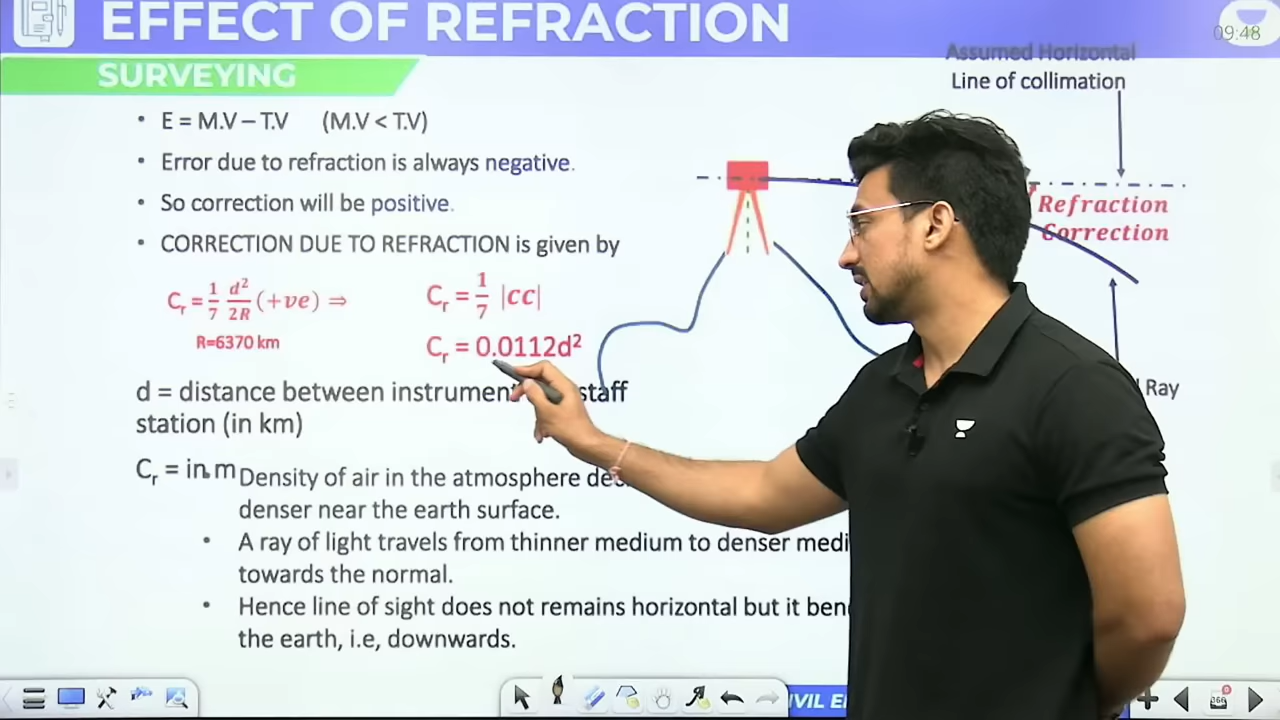 EFFECT OF REFRACTION
09:48
SURVEYING
Assumed Horizontal
Line of collimation
• E = M.V – T.V (M.V < T.V)
• Error due to refraction is always negative.
• So correction will be positive.
• CORRECTION DUE TO REFRACTION is given by
Cᵣ = 1/7 d²/2R (+ve) ⇒
R=6370 km
Cᵣ = 1/7 |cc|
Cᵣ = 0.0112d²
Refraction
Correction
d = distance between instrument staff
station (in km)
Ray
Cᵣ = in m
Density of air in the atmosphere
denser near the earth surface.
• A ray of light travels from thinner medium to denser
towards the normal.
• Hence line of sight does not remains horizontal but it
the earth, i.e, downwards.
366